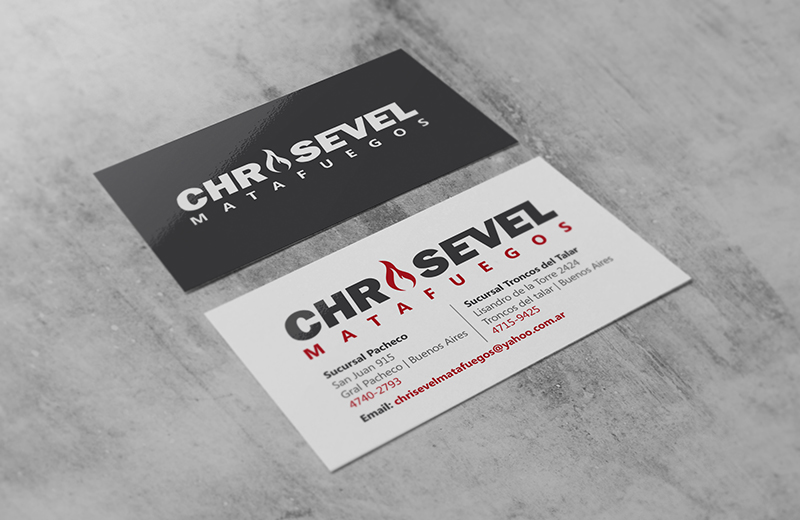 CHRISEVEL
MATAFUEGOS
CHRISEVEL
MATAFUEGOS
Sucursal Pacheco
San Juan 915
Gral Pacheco | Buenos Aires
4740-2793
Sucursal Troncos del Talar
Lisandro de la Torre 2424
Troncos del talar | Buenos Aires
4715-9425
Email: chrisevelmatafuegos@yahoo.com.ar